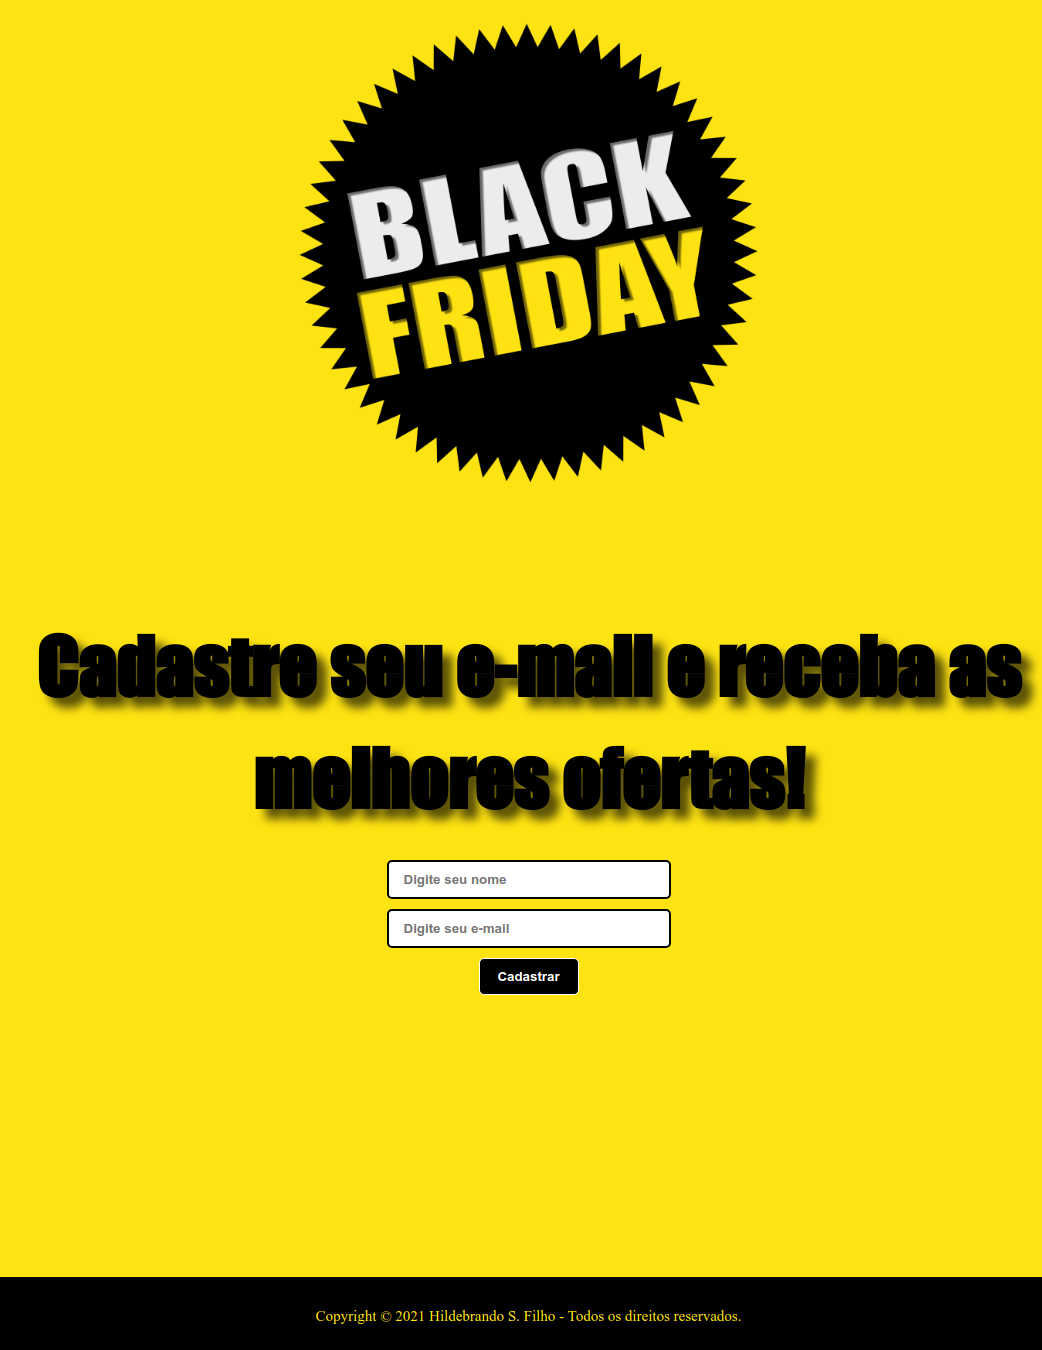 BLACK
FRIDAY
Cadastre seu e-mail e receba as
melhores ofertas!
Digite seu nome
Digite seu e-mail
Cadastrar
Copyright © 2021 Hildebrando S. Filho - Todos os direitos reservados.